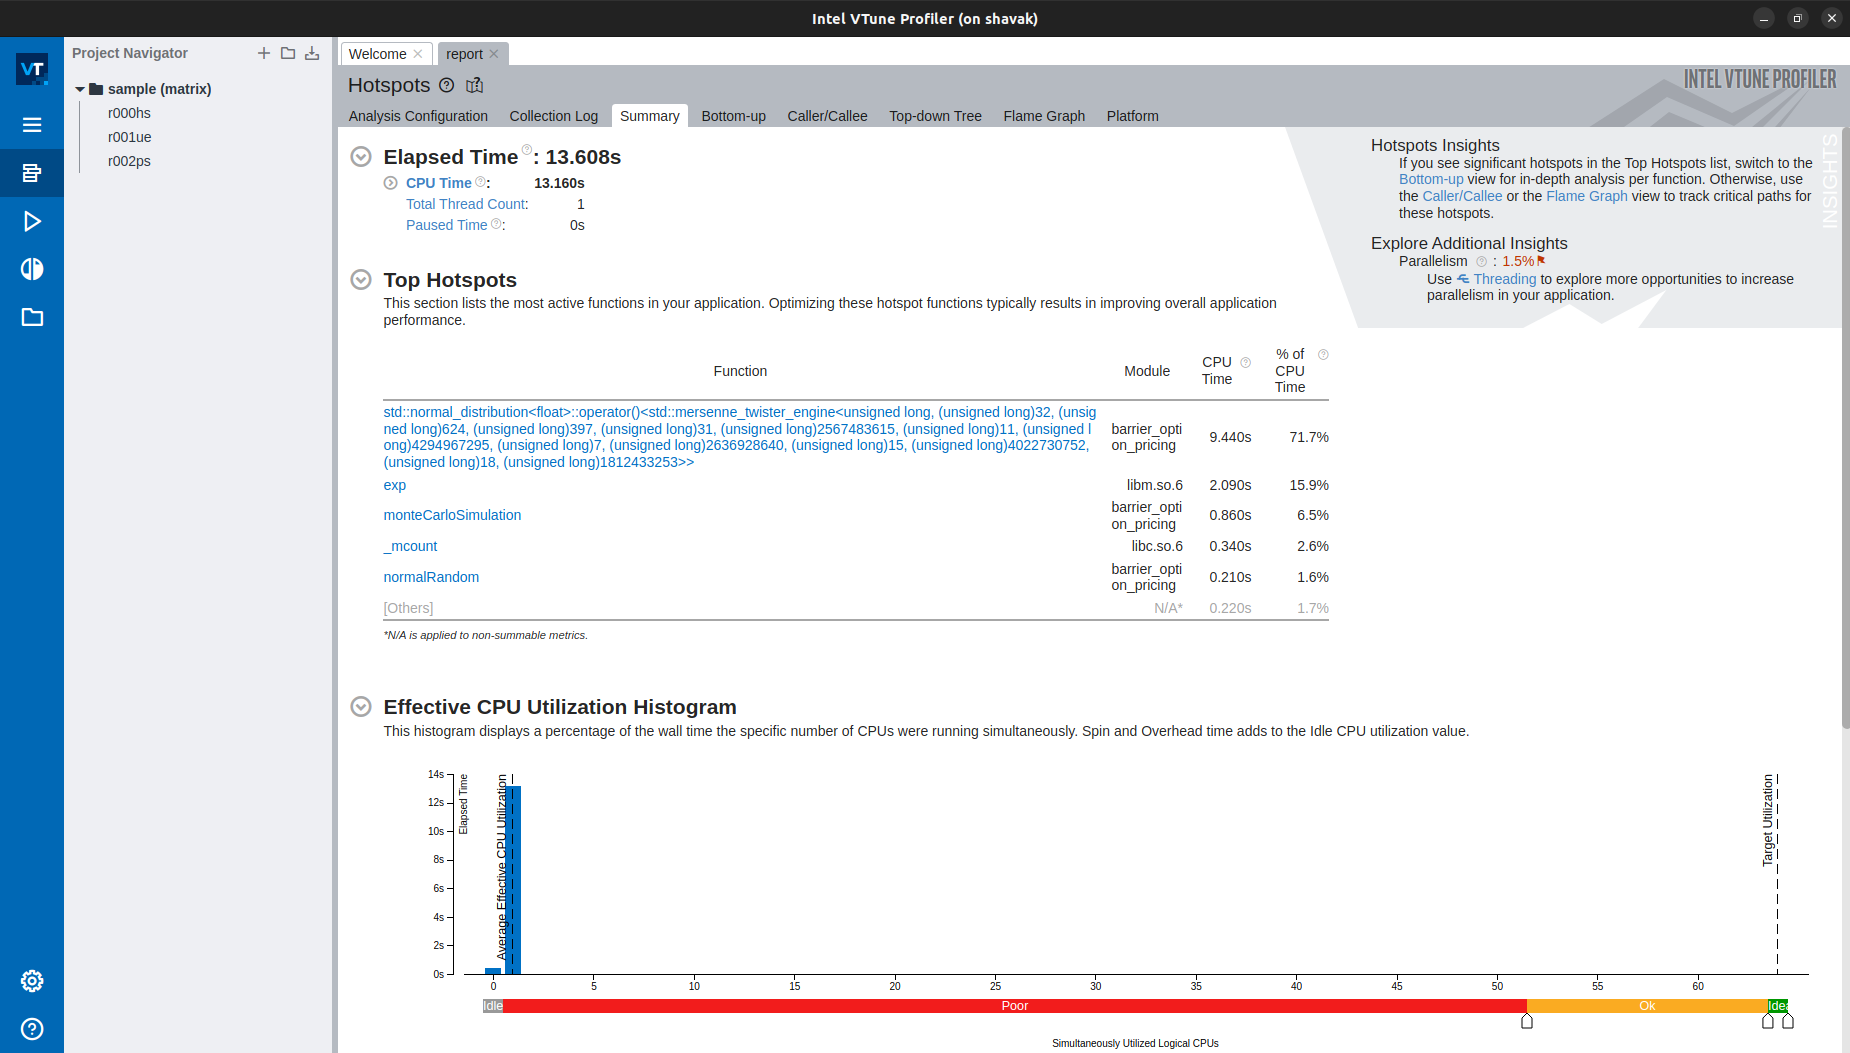 Intel VTune Profiler (on shavak)
VT
Project Navigator
sample (matrix)
r000hs
r001ue
r002ps
Welcome
report
Hotspots
INTEL VTUNE PROFILER
Analysis Configuration
Collection Log
Summary
Bottom-up
Caller/Callee
Top-down Tree
Flame Graph
Platform
Elapsed Time : 13.608s
CPU Time : 13.160s
Total Thread Count: 1
Paused Time : 0s
Hotspots Insights
If you see significant hotspots in the Top Hotspots list, switch to the
Bottom-up view for in-depth analysis per function. Otherwise, use
the Caller/Callee or the Flame Graph view to track critical paths for
these hotspots.
Explore Additional Insights
Parallelism : 1.5%
Use Threading to explore more opportunities to increase
parallelism in your application.
INSIGHTS
Top Hotspots
This section lists the most active functions in your application. Optimizing these hotspot functions typically results in improving overall application
performance.
Function
Module
CPU
Time
% of
CPU
Time
std::normal_distribution<float>::operator()<std::mersenne_twister_engine<unsigned long, (unsigned long)32, (unsig
ned long)624, (unsigned long)397, (unsigned long)31, (unsigned long)2567483615, (unsigned long)11, (unsigned l
ong)4294967295, (unsigned long)7, (unsigned long)2636928640, (unsigned long)15, (unsigned long)4022730752,
(unsigned long)18, (unsigned long)1812433253>>
barrier_opti
on_pricing
9.440s
71.7%
exp libm.so.6 2.090s 15.9%
monteCarloSimulation
barrier_opti
on_pricing
0.860s
6.5%
_mcount libc.so.6 0.340s 2.6%
normalRandom
barrier_opti
on_pricing
0.210s
1.6%
[Others] N/A* 0.220s 1.7%
*N/A is applied to non-summable metrics.
Effective CPU Utilization Histogram
This histogram displays a percentage of the wall time the specific number of CPUs were running simultaneously. Spin and Overhead time adds to the Idle CPU utilization value.
14s
12s
10s
8s
6s
4s
2s
0s
Elapsed Time
Average Effective CPU Utilization
Target Utilization
0 5 10 15 20 25 30 35 40 45 50 55 60
Idle Poor Ok Idea
Simultaneously Utilized Logical CPUs